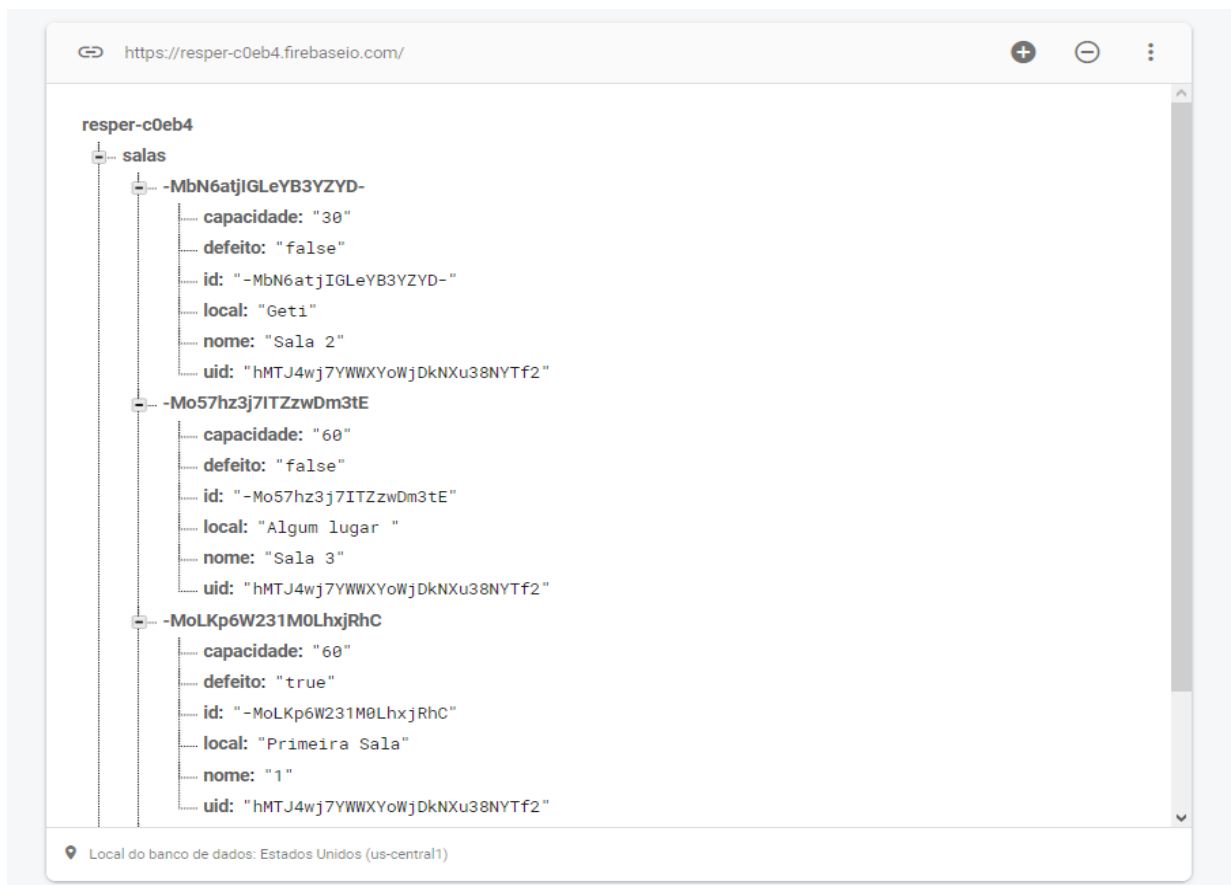 https://resper-c0eb4.firebaseio.com/
resper-c0eb4
salas
-MbN6atjIGLeYB3YZYD-
capacidade: "30"
defeito: "false"
id: "-MbN6atjIGLeYB3YZYD-"
local: "Geti"
nome: "Sala 2"
uid: "hMTJ4wj7YWWXYoWjDkNXu38NYTf2"
-Mo57hz3j7ITZzwDm3tE
capacidade: "60"
defeito: "false"
id: "-Mo57hz3j7ITZzwDm3tE"
local: "Algum lugar "
nome: "Sala 3"
uid: "hMTJ4wj7YWWXYoWjDkNXu38NYTf2"
-MoLKp6W231M0LhxjRhC
capacidade: "60"
defeito: "true"
id: "-MoLKp6W231M0LhxjRhC"
local: "Primeira Sala"
nome: "1"
uid: "hMTJ4wj7YWWXYoWjDkNXu38NYTf2"
Local do banco de dados: Estados Unidos (us-central1)